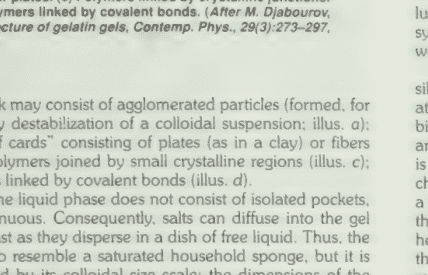 ymers linked by covalent bonds. (After M. Djabourov,
cture of gelatin gels, Contemp. Phys., 29(3):273–297,
k may consist of agglomerated particles (formed, for
y destabilization of a colloidal suspension; illus. a);
f cards” consisting of plates (as in a clay) or fibers
olymers joined by small crystalline regions (illus. c);
s linked by covalent bonds (illus. d).
he liquid phase does not consist of isolated pockets,
nuous. Consequently, salts can diffuse into the gel
st as they disperse in a dish of free liquid. Thus, the
o resemble a saturated household sponge, but it is
d by its colloidal size scale: the dimensions of the
lu
sy
w
sil
at
bi
ar
is
ch
a
th
he
th